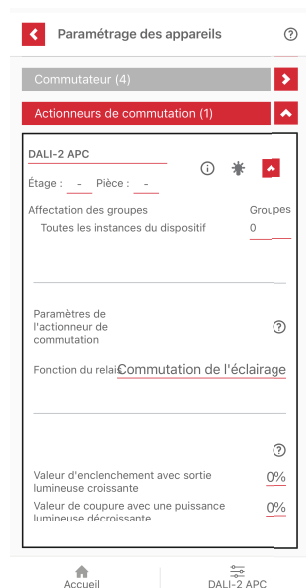 Paramétrage des appareils
Commutateur (4)
Actionneurs de commutation (1)
DALI-2 APC
Étage : - Pièce : -
Affectation des groupes Groupes
Toutes les instances du dispositif 0
Paramètres de
l'actionneur de
commutation
Fonction du relais Commutation de l'éclairage
Valeur d'enclenchement avec sortie
lumineuse croissante 0%
Valeur de coupure avec une puissance
lumineuse décroissante 0%
Accueil DALI-2 APC